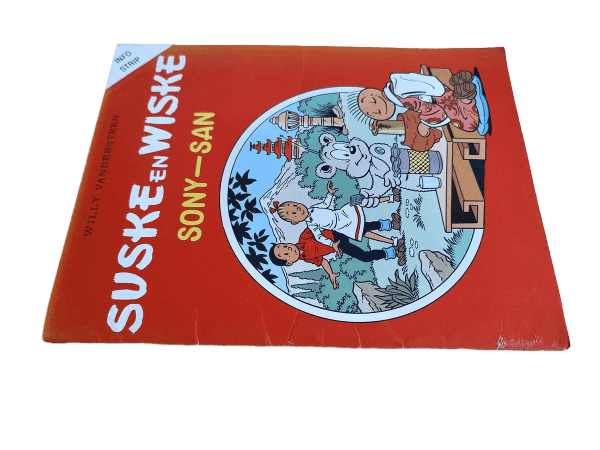 INFO
STRIP
WILLY VANDERSTEEN
SUSKE EN WISKE
SONY—SAN